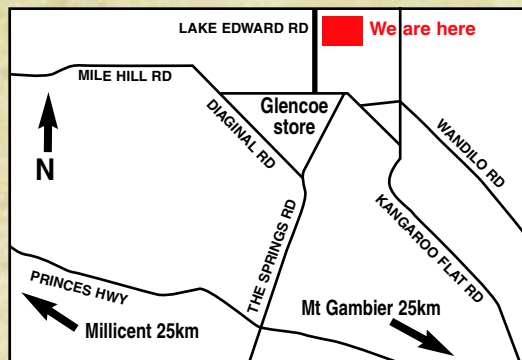 LAKE EDWARD RD
We are here
MILE HILL RD
Glencoe
store
DIAGINAL RD
WANDILO RD
N
THE SPRINGS RD
KANGAROO FLAT RD
PRINCES HWY
Mt Gambier 25km
Millicent 25km